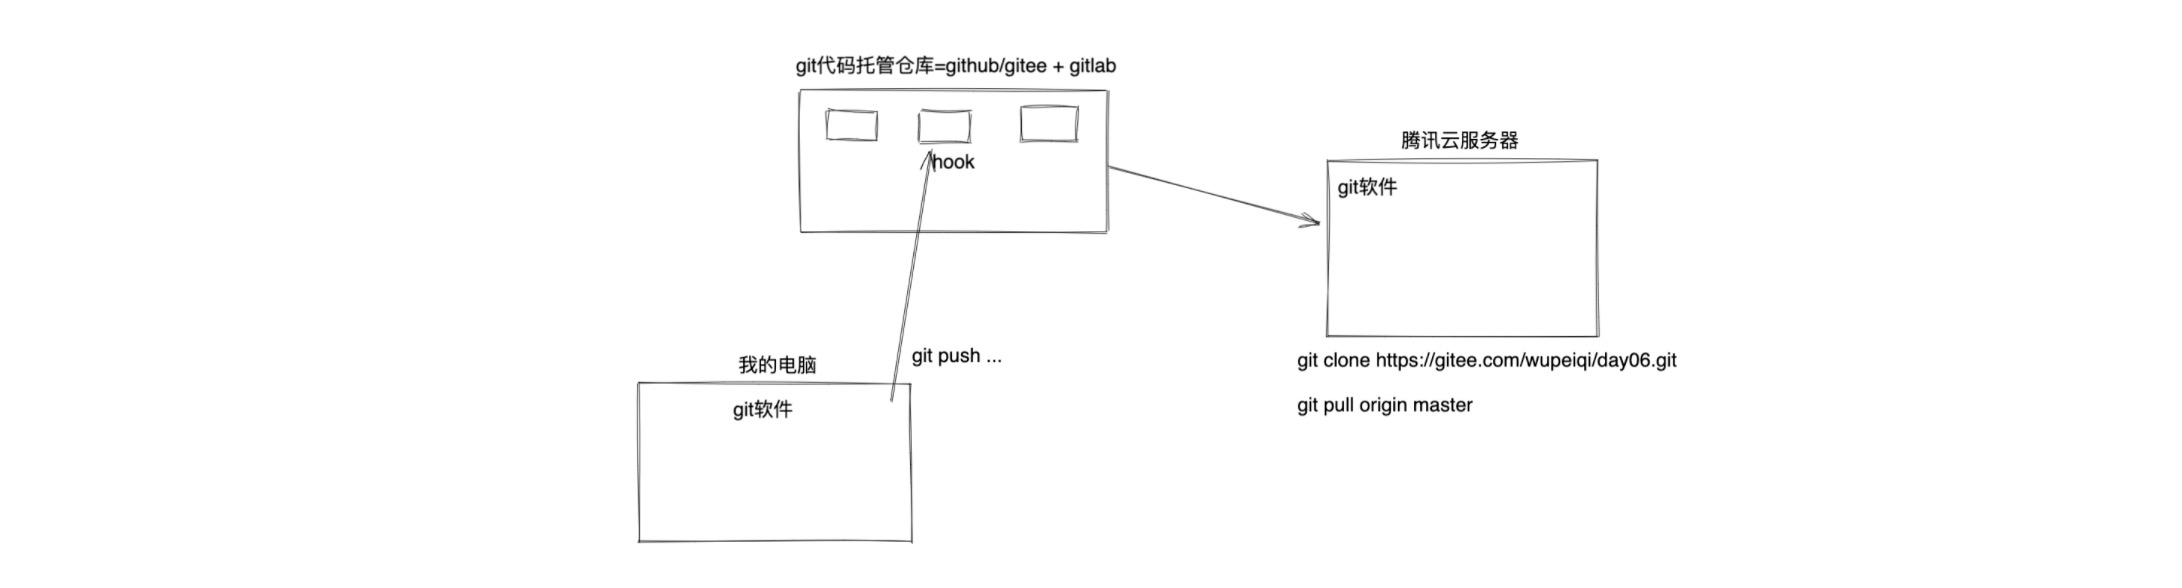 git代码托管仓库=github/gitee + gitlab
hook
腾讯云服务器
git软件
git push ...
我的电脑
git软件
git clone https://gitee.com/wupeiqi/day06.git
git pull origin master